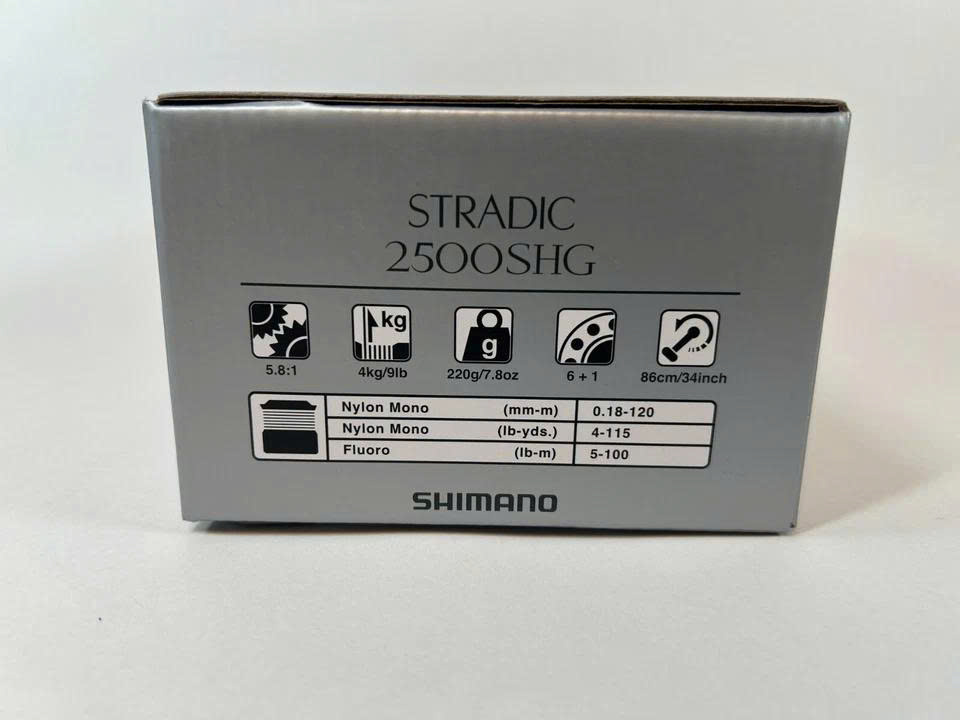 STRADIC
2500SHG
kg
g
5.8:1 4kg/9lb 220g/7.8oz 6 + 1 86cm/34inch
Nylon Mono (mm-m) 0.18-120
Nylon Mono (lb-yds.) 4-115
Fluoro (lb-m) 5-100
SHIMANO